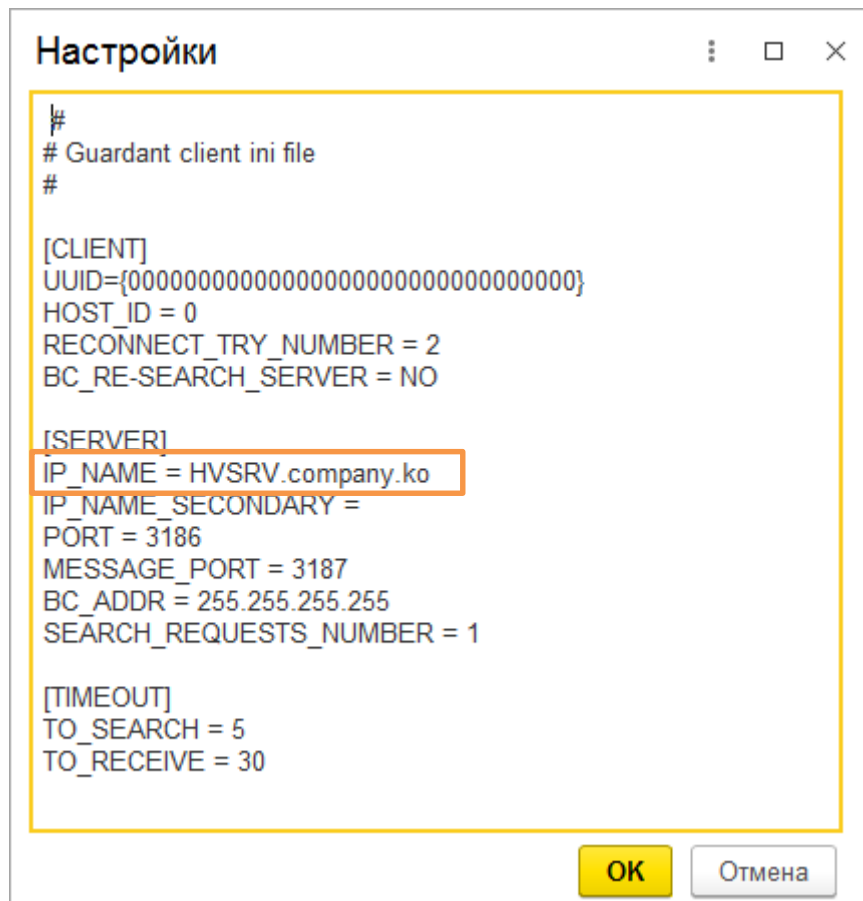 Настройки
#
# Guardant client ini file
#
[CLIENT]
UUID={00000000000000000000000000000000}
HOST_ID = 0
RECONNECT_TRY_NUMBER = 2
BC_RE-SEARCH_SERVER = NO
[SERVER]
IP_NAME = HVSRV.company.ko
IP_NAME_SECONDARY =
PORT = 3186
MESSAGE_PORT = 3187
BC_ADDR = 255.255.255.255
SEARCH_REQUESTS_NUMBER = 1
[TIMEOUT]
TO_SEARCH = 5
TO_RECEIVE = 30
OK Отмена